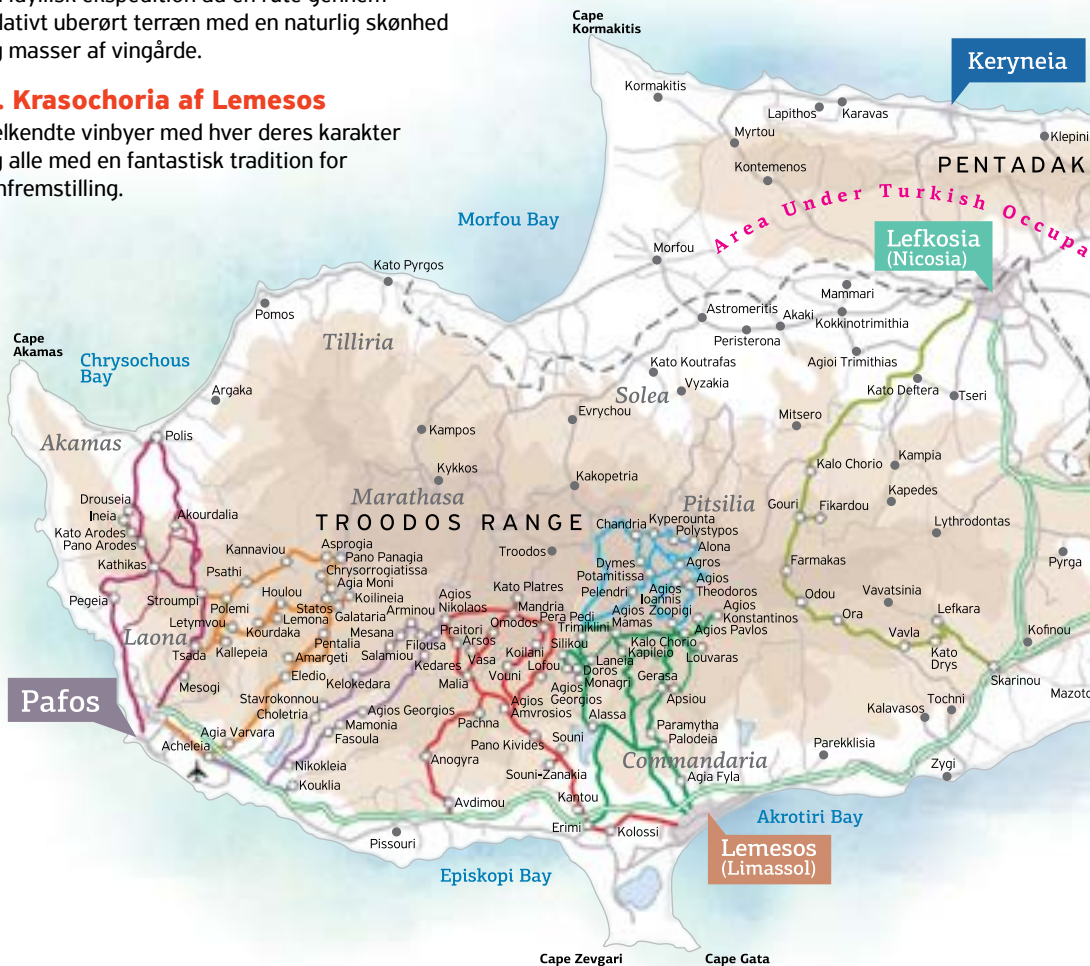 idyllisk ekspedition ad en rute gennem
lativt uberørt terræn med en naturlig skønhed
g masser af vingårde.
. Krasochoria af Lemesos
elkendte vinbyer med hver deres karakter
g alle med en fantastisk tradition for
nfremstilling.
Cape
Kormakitis
Kormakitis
Keryneia
Lapithos
Karavas
Myrtou
Klepini
Kontemenos
PENTADAK
Area Under Turkish Occupa
Morfou Bay
Lefkosia
(Nicosia)
Morfou
Kato Pyrgos
Mammari
Pomos
Astromeritis
Akaki
Kokkinotrimithia
Peristerona
Tilliria
Cape
Akamas
Chrysochous
Bay
Agioi Trimithias
Kato Koutrafas
Vyzakia
Solea
Kato Deftera
Tseri
Argaka
Evrychou
Mitsero
Akamas
Polis
Kampos
Kampia
Kalo Chorio
Kykkos
Kakopetria
Kapedes
Marathasa
Pitsilia
Gouri
Fikardou
Drouseia
Ineia
Akourdalia
TROODOS RANGE
Chandria
Kyperounta
Polystypos
Lythrodontas
Kato Arodes
Pano Arodes
Kannaviou
Asprogia
Pano Panagia
Troodos
Alona
Pyrga
Kathikas
Psathi
Chrysorrogiatissa
Agia Moni
Dymes
Agros
Farmakas
Potamitissa
Agios
Theodoros
Pegeia
Stroumpi
Houlou
Koilineia
Kato Platres
Pelendri
Agios
Ioannis
Vavatsinia
Odou
Polemi
Statos
Galataria
Arminou
Agios
Nikolaos
Mandria
Agios
Zoopigi
Agios
Konstantinos
Ora
Lefkara
Letymvou
Lemona
Pera Pedi
Agios
Mamas
Laona
Kourdaka
Mesana
Praitori
Omodos
Trimiklini
Agios Pavlos
Vavla
Kofinou
Tsada
Kallepeia
Pentalia
Filousa
Arsos
Silikou
Kalo Chorio
Kapileio
Kato
Drys
Amargeti
Salamiou
Kedares
Vasa
Koilani
Lofou
Laneia
Louvaras
Mesogi
Eledio
Kelokedara
Malia
Vouni
Doros
Monagri
Gerasa
Skarinou
Pafos
Stavrokonnou
Agios
Georgios
Apsiou
Tochni
Mazoto
Choletria
Agios Georgios
Agios
Amvrosios
Alassa
Kalavasos
Mamonia
Pachna
Paramytha
Agia Varvara
Fasoula
Pano Kivides
Souni
Palodeia
Parekklisia
Acheleia
Nikokleia
Anogyra
Commandaria
Zygi
Kouklia
Souni-Zanakia
Agia Fyla
Avdimou
Kantou
Akrotiri Bay
Pissouri
Erimi
Kolossi
Lemesos
(Limassol)
Episkopi Bay
Cape Zevgari
Cape Gata